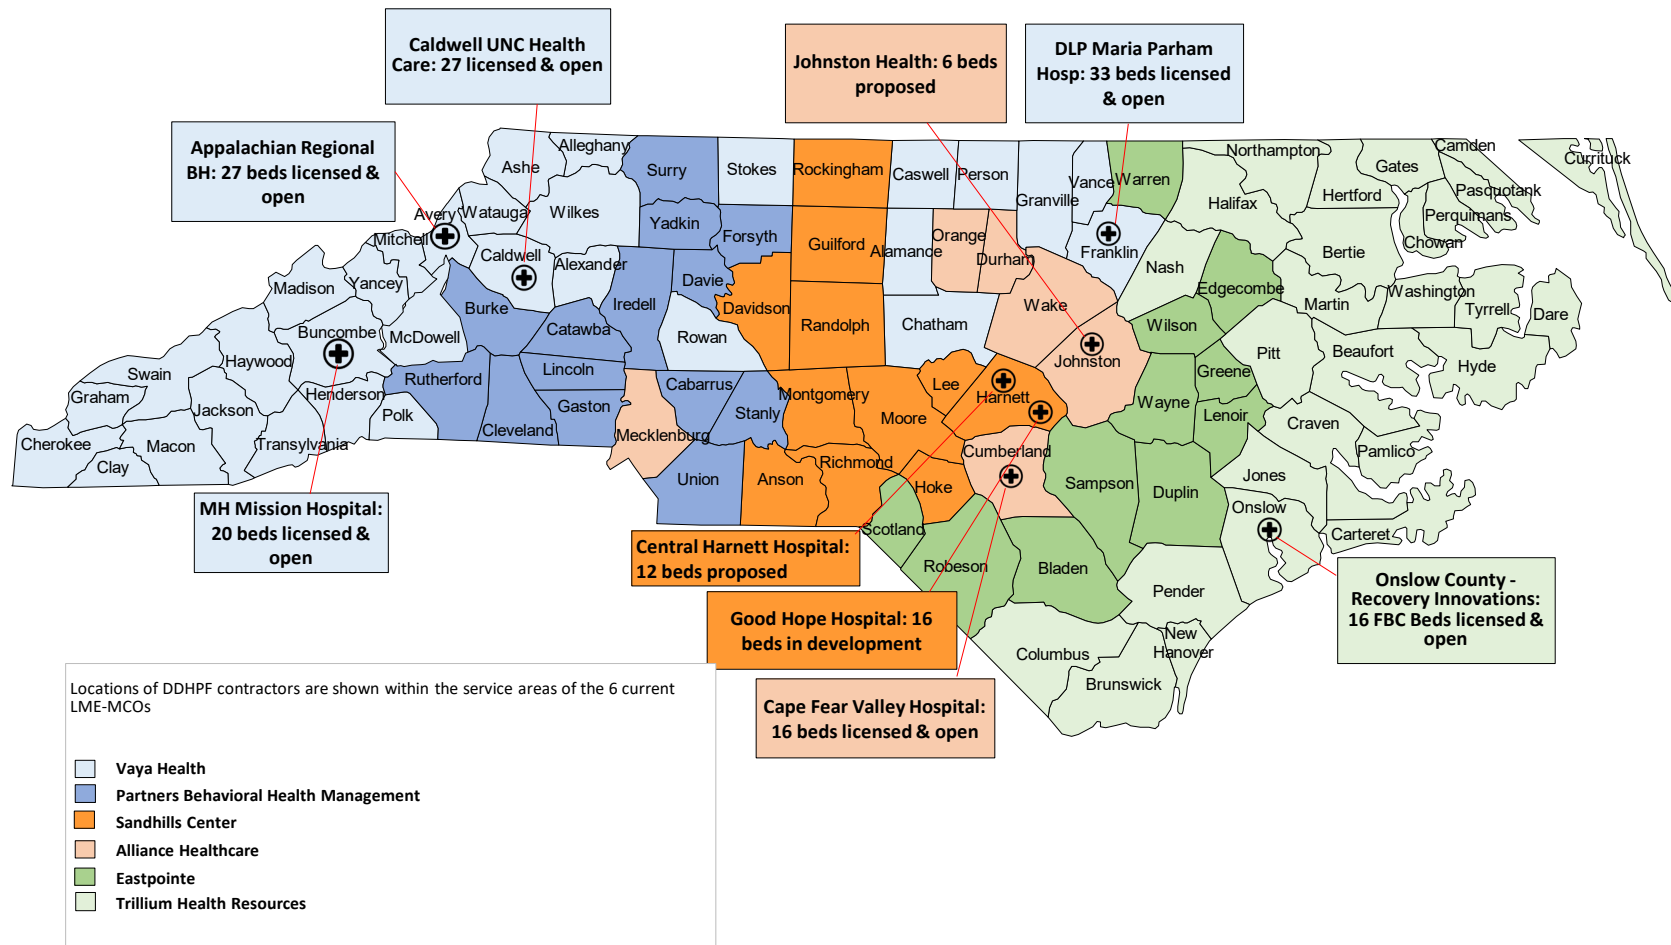 Caldwell UNC Health
Care: 27 licensed & open
Johnston Health: 6 beds
proposed
DLP Maria Parham
Hosp: 33 beds licensed
& open
Appalachian Regional
BH: 27 beds licensed &
open
Alleghany
Ashe
Surry
Stokes
Rockingham
Caswell
Person
Granville
Vance
Warren
Northampton
Gates
Camden
Currituck
Pasquotank
Perquimans
Chowan
Hertford
Halifax
Bertie
Avery
Watauga
Wilkes
Yadkin
Forsyth
Guilford
Alamance
Orange
Durham
Franklin
Nash
Edgecombe
Martin
Washington
Tyrrell
Dare
Mitchell
Caldwell
Alexander
Iredell
Davie
Davidson
Randolph
Chatham
Wake
Wilson
Pitt
Beaufort
Hyde
Madison
Yancey
Burke
Catawba
Rowan
Johnston
Greene
Buncombe
McDowell
Haywood
Swain
Graham
Rutherford
Lincoln
Cabarrus
Montgomery
Lee
Harnett
Moore
Wayne
Lenoir
Craven
Henderson
Polk
Jackson
Cleveland
Gaston
Stanly
Mecklenburg
Cherokee
Macon
Clay
Transylvania
Union
Anson
Richmond
Hoke
Cumberland
Sampson
Duplin
Jones
Pamlico
Onslow
Carteret
Scotland
Robeson
Bladen
Pender
Columbus
New
Hanover
Brunswick
MH Mission Hospital:
20 beds licensed &
open
Central Harnett Hospital:
12 beds proposed
Good Hope Hospital: 16
beds in development
Cape Fear Valley Hospital:
16 beds licensed & open
Onslow County -
Recovery Innovations:
16 FBC Beds licensed &
open
Locations of DDHPF contractors are shown within the service areas of the 6 current
LME-MCOs
Vaya Health
Partners Behavioral Health Management
Sandhills Center
Alliance Healthcare
Eastpointe
Trillium Health Resources